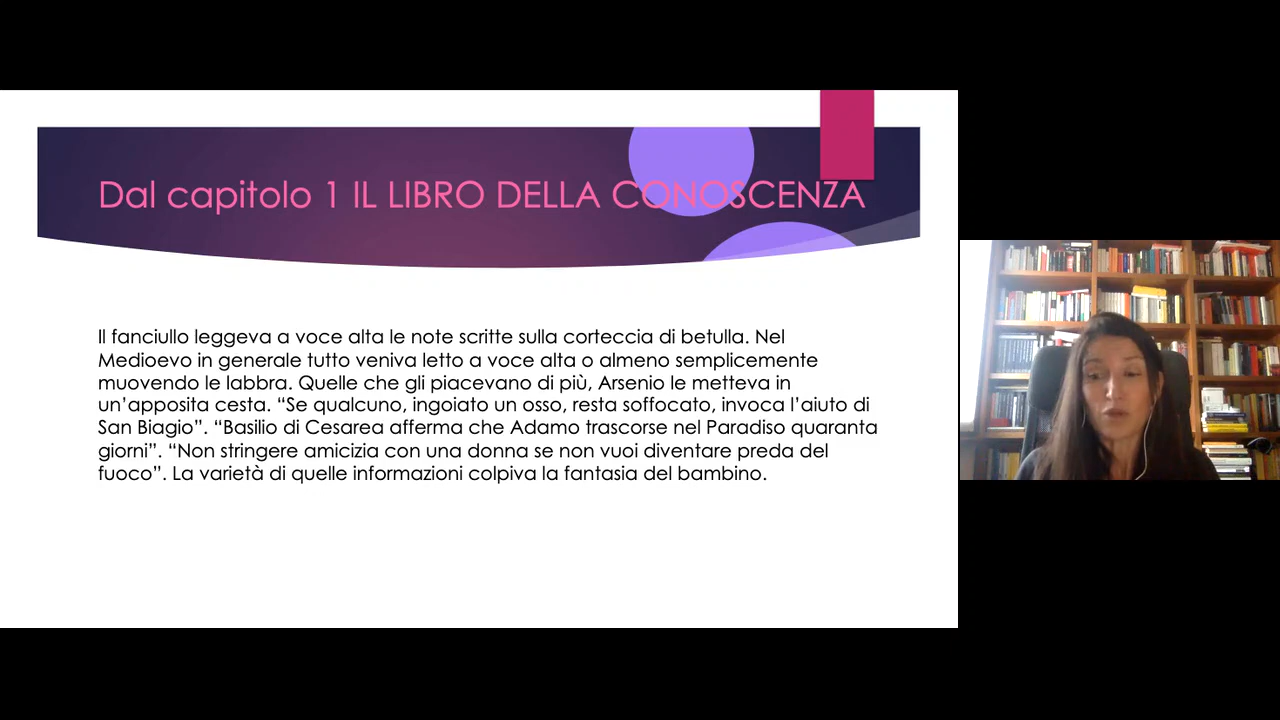 Dal capitolo 1 IL LIBRO DELLA CONOSCENZA
Il fanciullo leggeva a voce alta le note scritte sulla corteccia di betulla. Nel
Medioevo in generale tutto veniva letto a voce alta o almeno semplicemente
muovendo le labbra. Quelle che gli piacevano di più, Arsenio le metteva in
un’apposita cesta. “Se qualcuno, ingoiato un osso, resta soffocato, invoca l’aiuto di
San Biagio”. “Basilio di Cesarea afferma che Adamo trascorse nel Paradiso quaranta
giorni”. “Non stringere amicizia con una donna se non vuoi diventare preda del
fuoco”. La varietà di quelle informazioni colpiva la fantasia del bambino.